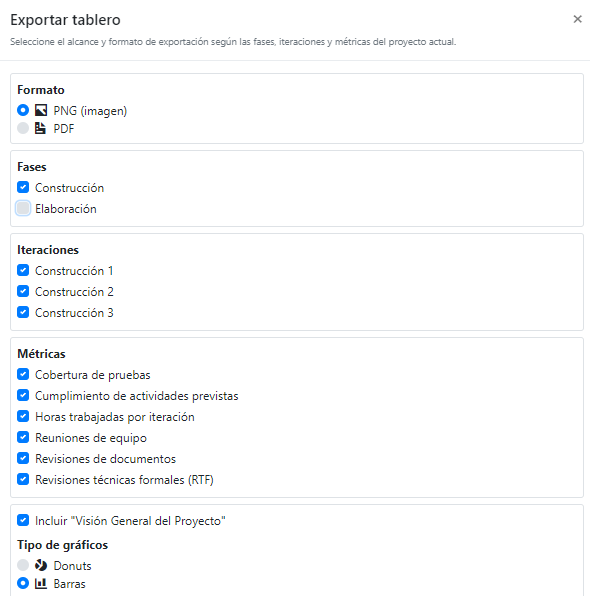 Exportar tablero
Seleccione el alcance y formato de exportación según las fases, iteraciones y métricas del proyecto actual.
Formato
PNG (imagen)
PDF
Fases
Construcción
Elaboración
Iteraciones
Construcción 1
Construcción 2
Construcción 3
Métricas
Cobertura de pruebas
Cumplimiento de actividades previstas
Horas trabajadas por iteración
Reuniones de equipo
Revisiones de documentos
Revisiones técnicas formales (RTF)
Incluir "Visión General del Proyecto"
Tipo de gráficos
Donuts
Barras